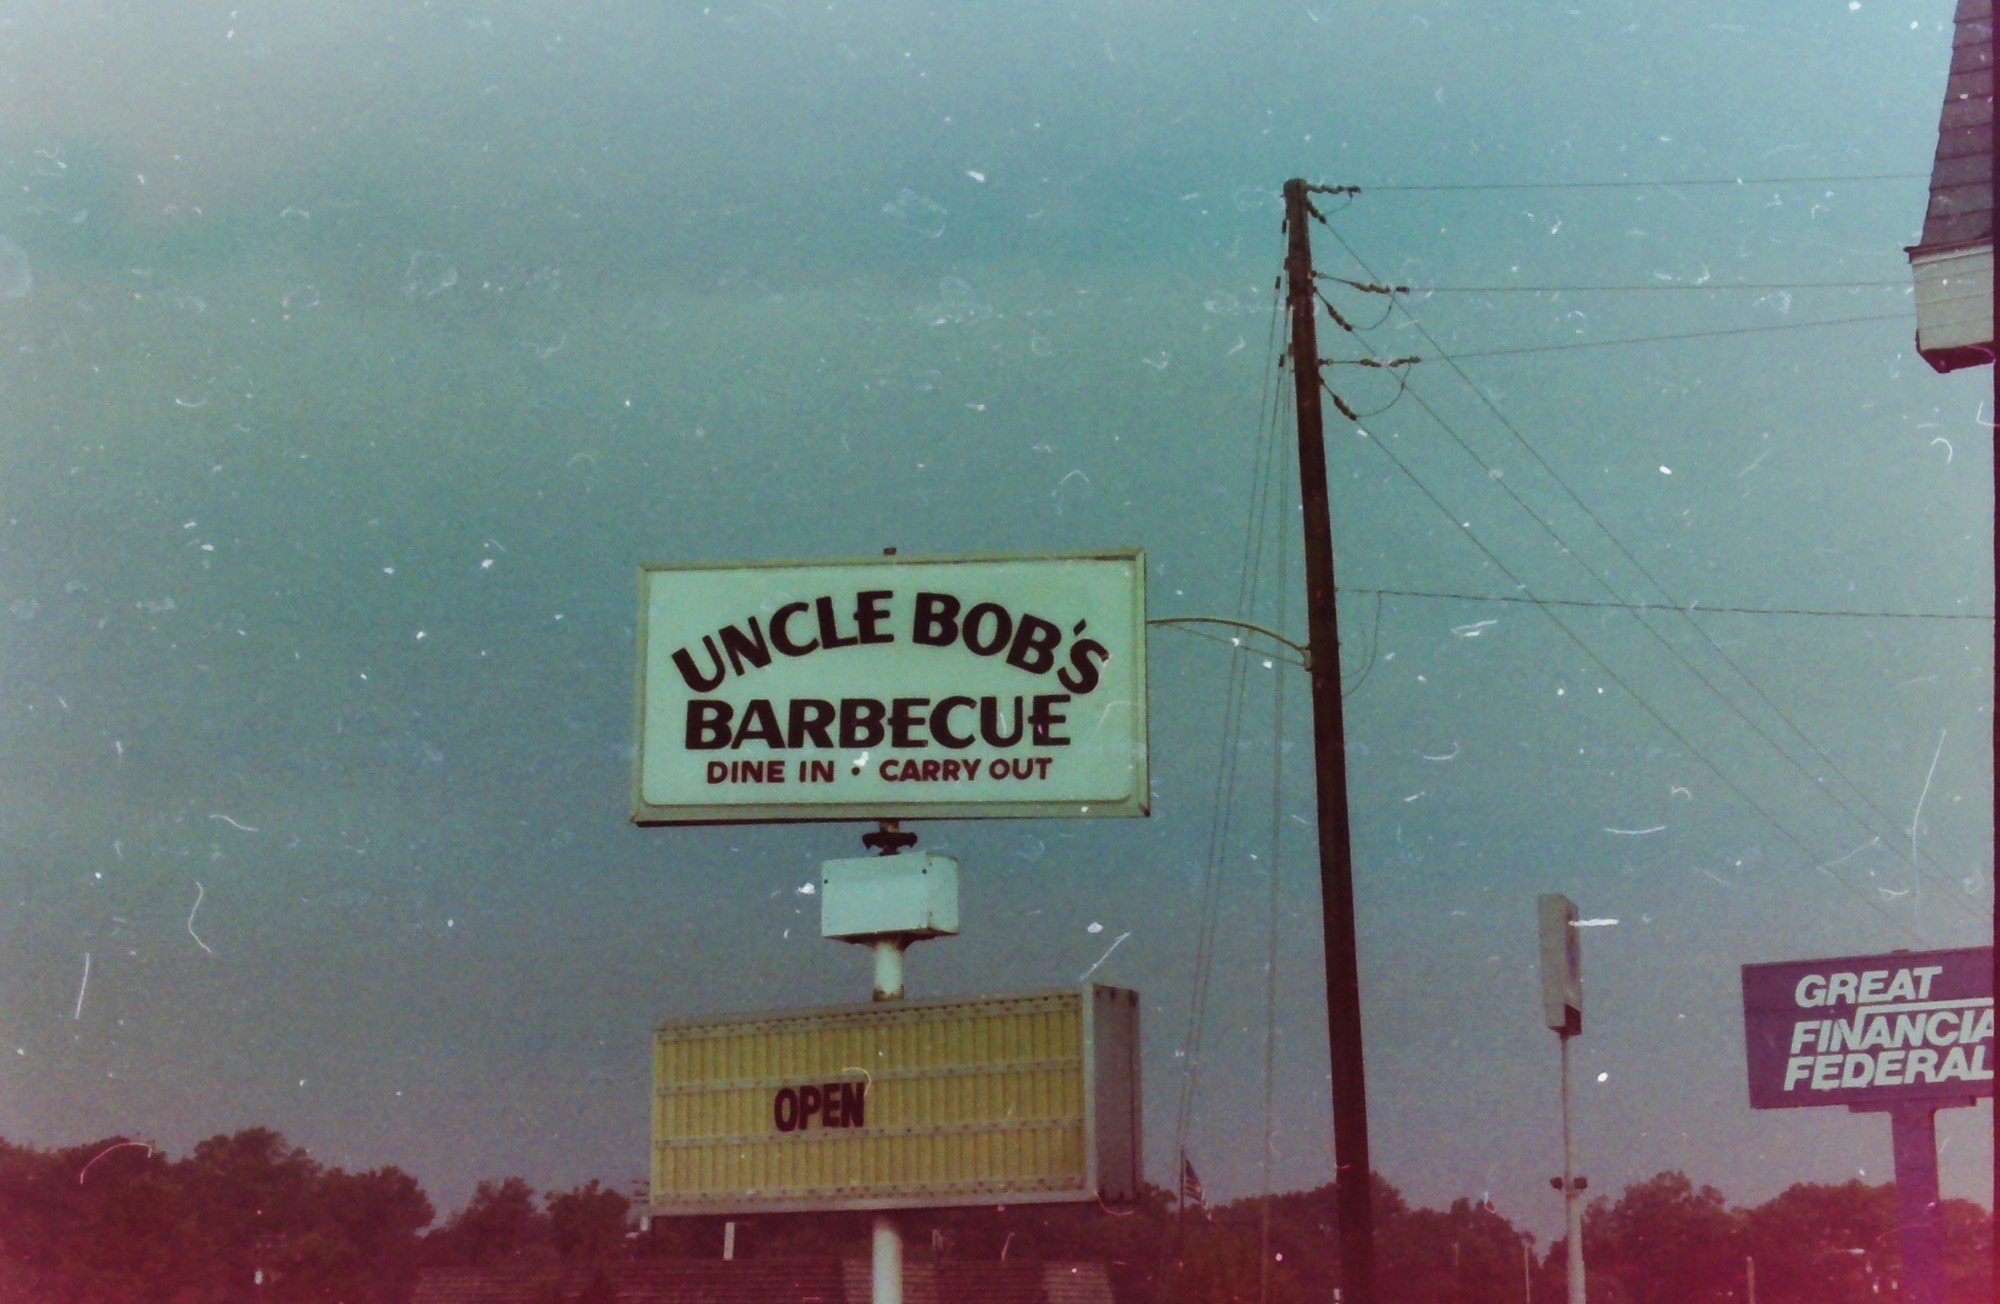 UNCLE BOB'S
BARBECUE
DINE IN • CARRY OUT
OPEN
GREAT
FINANCIA
FEDERAL